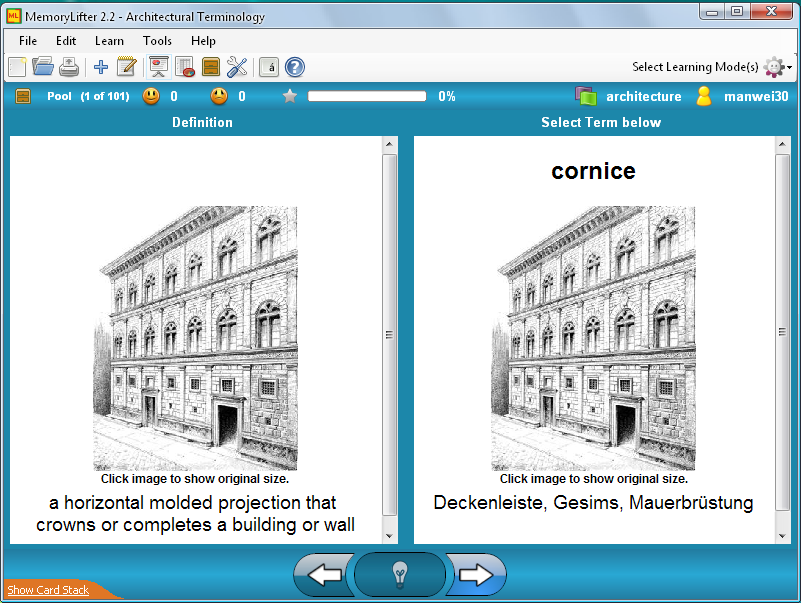 MemoryLifter 2.2 - Architectural Terminology
File Edit Learn Tools Help
Select Learning Mode(s)
Pool (1 of 101) 0 0 0% architecture manwei30
Definition
Select Term below
Click image to show original size.
a horizontal molded projection that
crowns or completes a building or wall
cornice
Click image to show original size.
Deckenleiste, Gesims, Mauerbrüstung
Show Card Stack